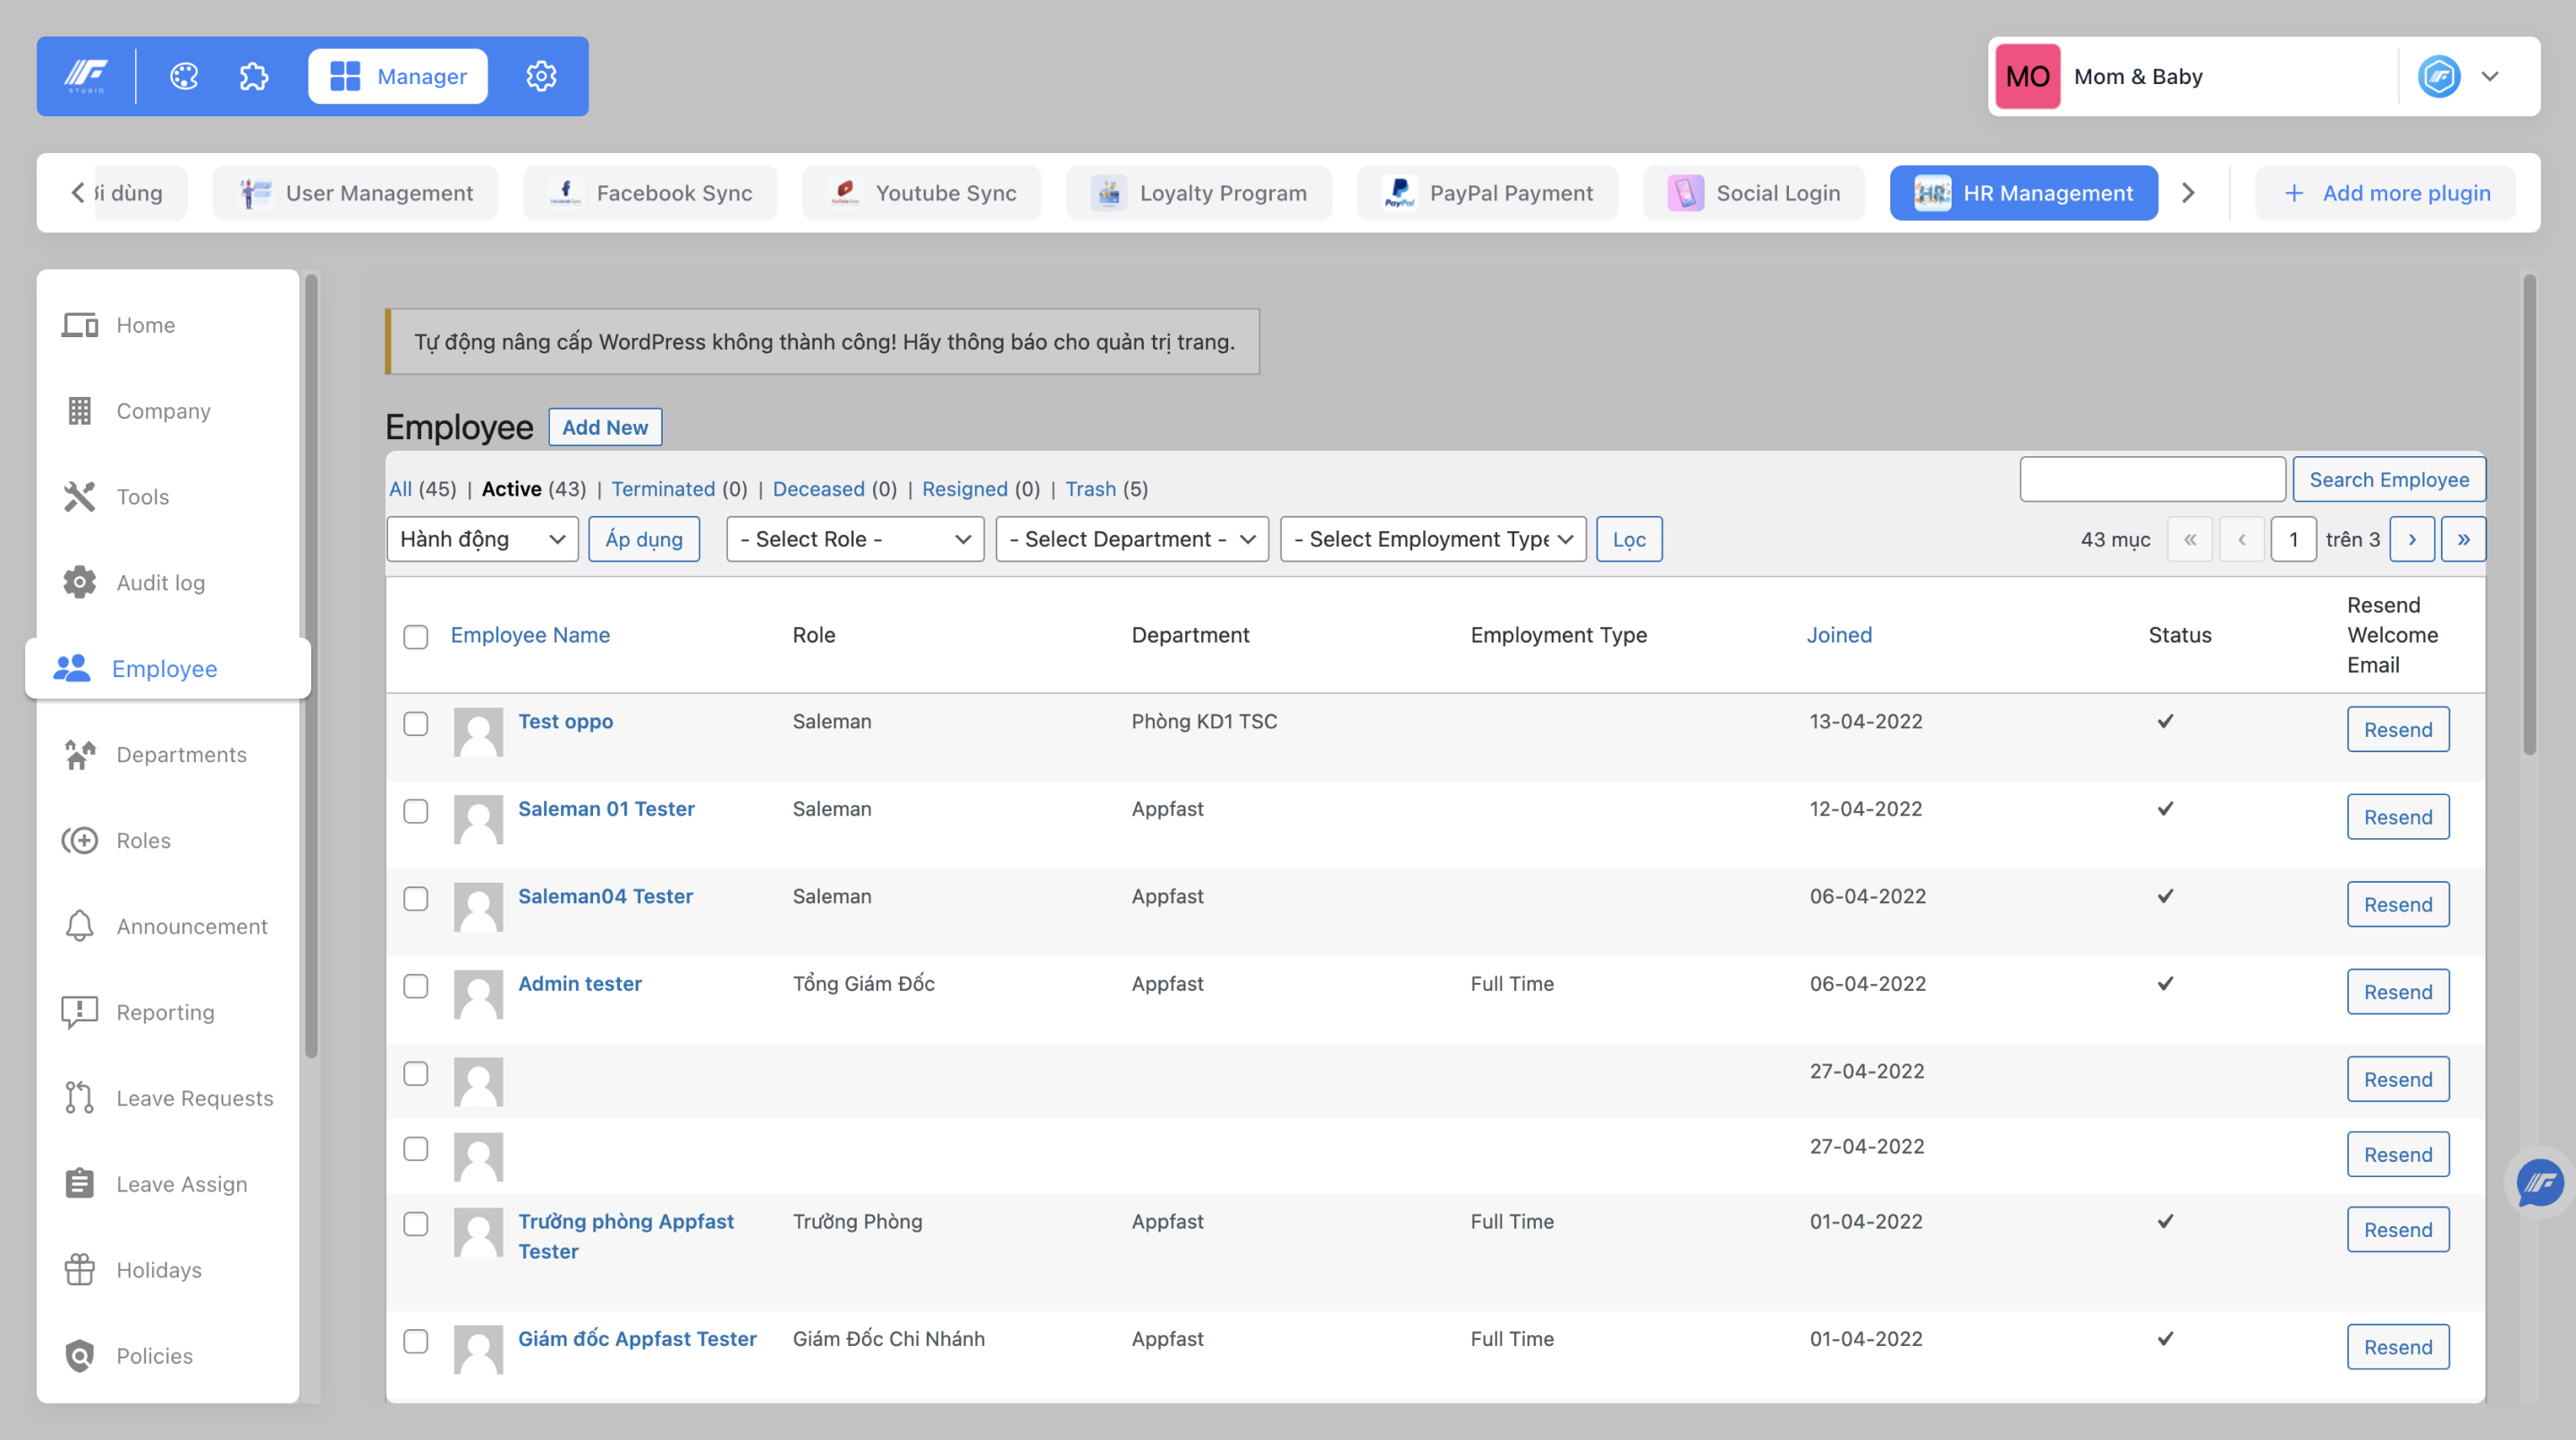 STUDIO
Manager
MO
Mom & Baby
i dùng
User Management
Facebook Sync
Youtube Sync
Loyalty Program
PayPal Payment
Social Login
HR Management
+ Add more plugin
Home
Company
Tools
Audit log
Employee
Departments
Roles
Announcement
Reporting
Leave Requests
Leave Assign
Holidays
Policies
Tự động nâng cấp WordPress không thành công! Hãy thông báo cho quản trị trang.
Employee Add New
All (45) | Active (43) | Terminated (0) | Deceased (0) | Resigned (0) | Trash (5)
Search Employee
Hành động Áp dụng - Select Role - - Select Department - - Select Employment Type Lọc 43 mục « ‹ 1 trên 3 › »
Employee Name Role Department Employment Type Joined Status Resend Welcome Email
Test oppo Saleman Phòng KD1 TSC 13-04-2022 ✔ Resend
Saleman 01 Tester Saleman Appfast 12-04-2022 ✔ Resend
Saleman04 Tester Saleman Appfast 06-04-2022 ✔ Resend
Admin tester Tổng Giám Đốc Appfast Full Time 06-04-2022 ✔ Resend
27-04-2022 Resend
27-04-2022 Resend
Trưởng phòng Appfast Tester Trưởng Phòng Appfast Full Time 01-04-2022 ✔ Resend
Giám đốc Appfast Tester Giám Đốc Chi Nhánh Appfast Full Time 01-04-2022 ✔ Resend